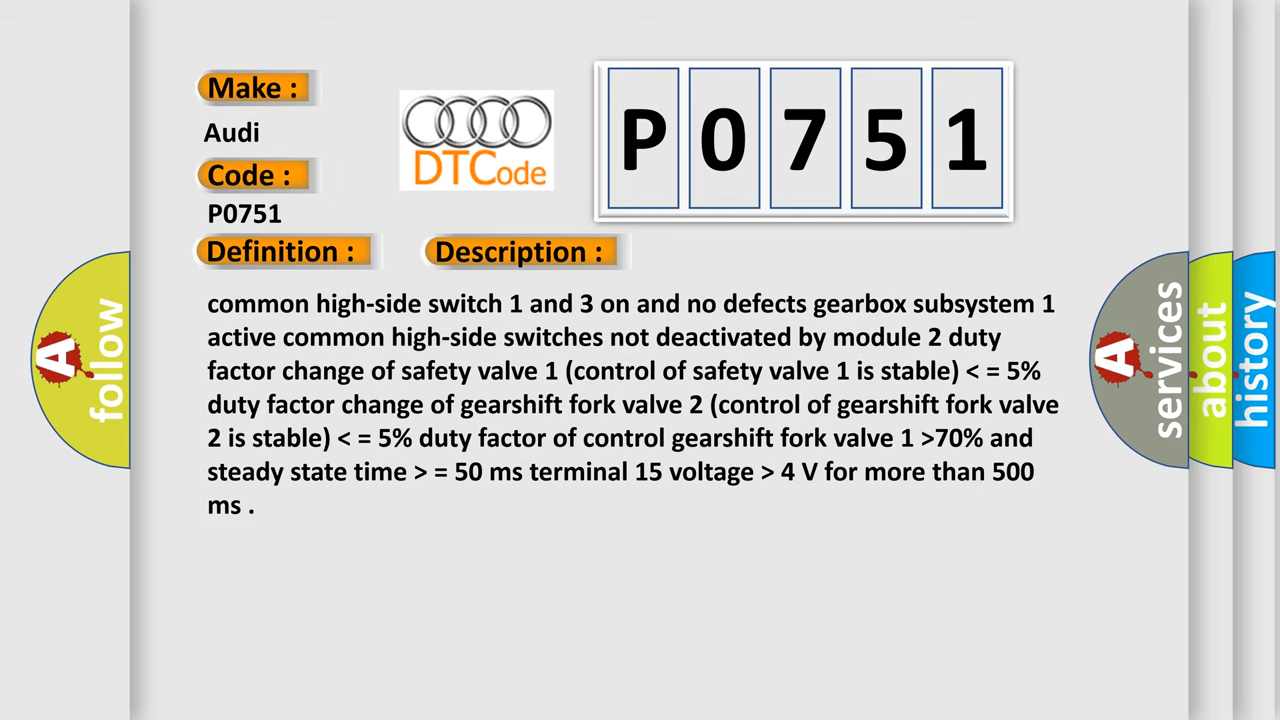 Make :
Audi
Code :
P0751
DTCode
P0751
Definition :
Description :
common high-side switch 1 and 3 on and no defects gearbox subsystem 1
active common high-side switches not deactivated by module 2 duty
factor change of safety valve 1 (control of safety valve 1 is stable) < = 5%
duty factor change of gearshift fork valve 2 (control of gearshift fork valve
2 is stable) < = 5% duty factor of control gearshift fork valve 1 >70% and
steady state time > = 50 ms terminal 15 voltage > 4 V for more than 500
ms .
A
follow
A
services
about
history